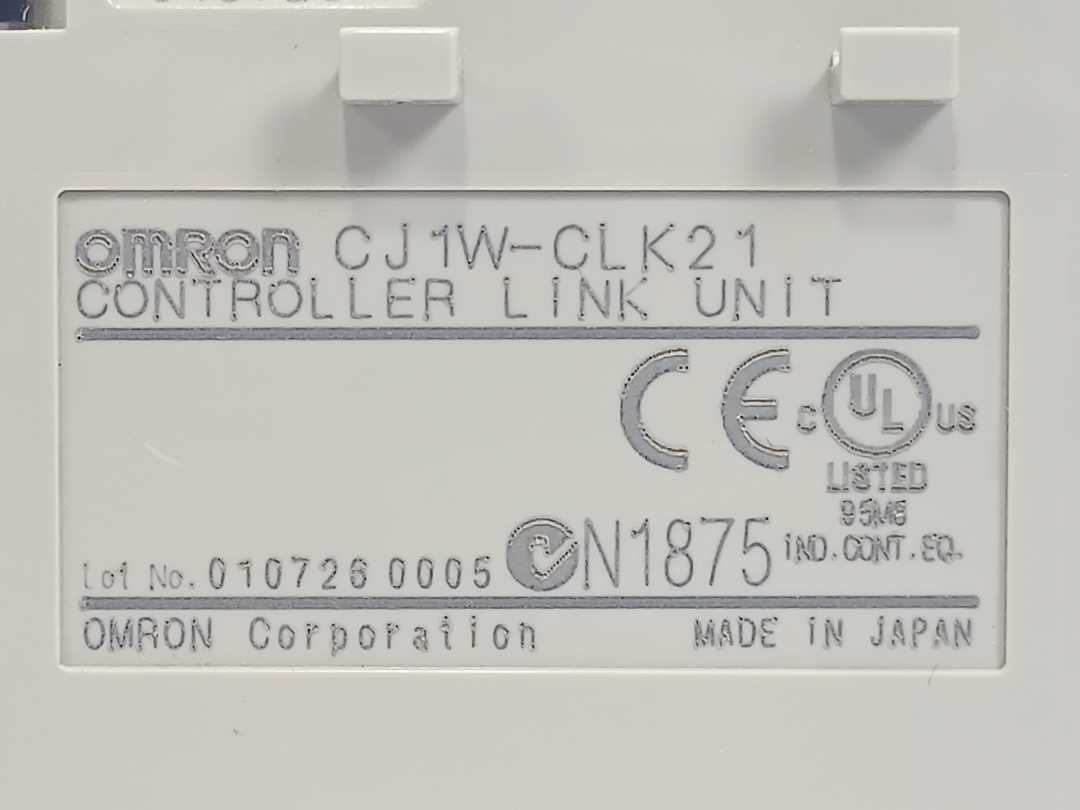 OMRON CJ1W-CLK21
CONTROLLER LINK UNIT
CE
C UL US
LISTED
95M6
IND.CONT.EQ.
N1875
Lot No. 010726 0005
OMRON Corporation
MADE IN JAPAN